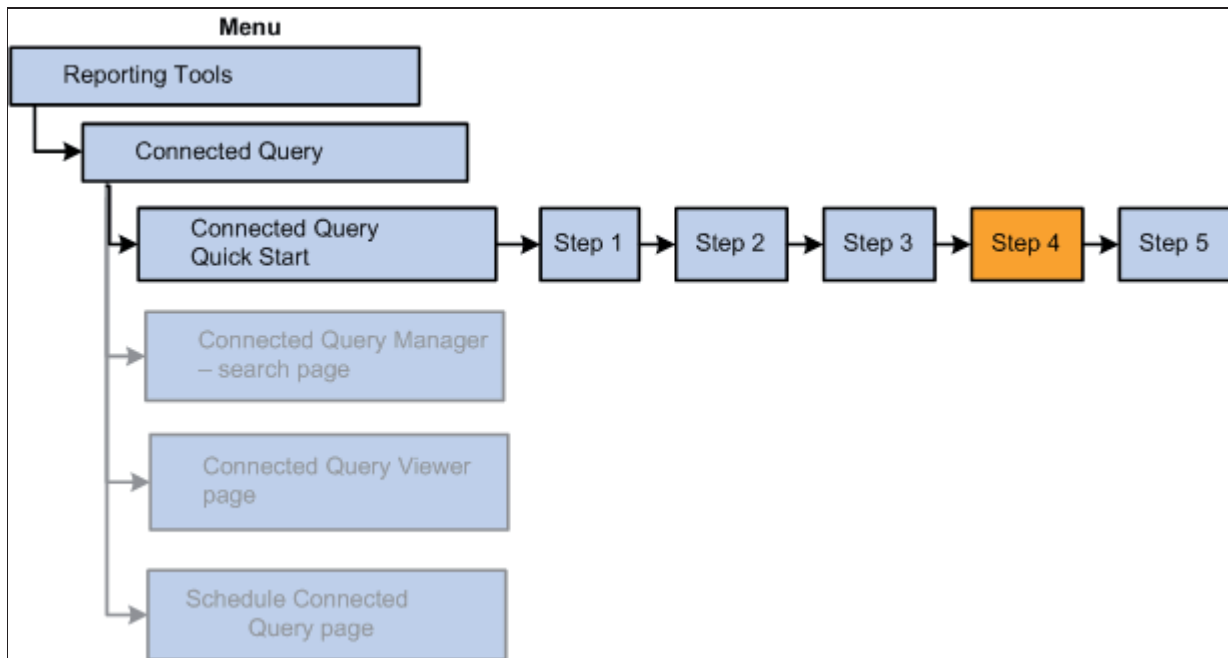 Menu
Reporting Tools
Connected Query
Connected Query
Quick Start
Step 1
Step 2
Step 3
Step 4
Step 5
Connected Query Manager
– search page
Connected Query Viewer
page
Schedule Connected
Query page